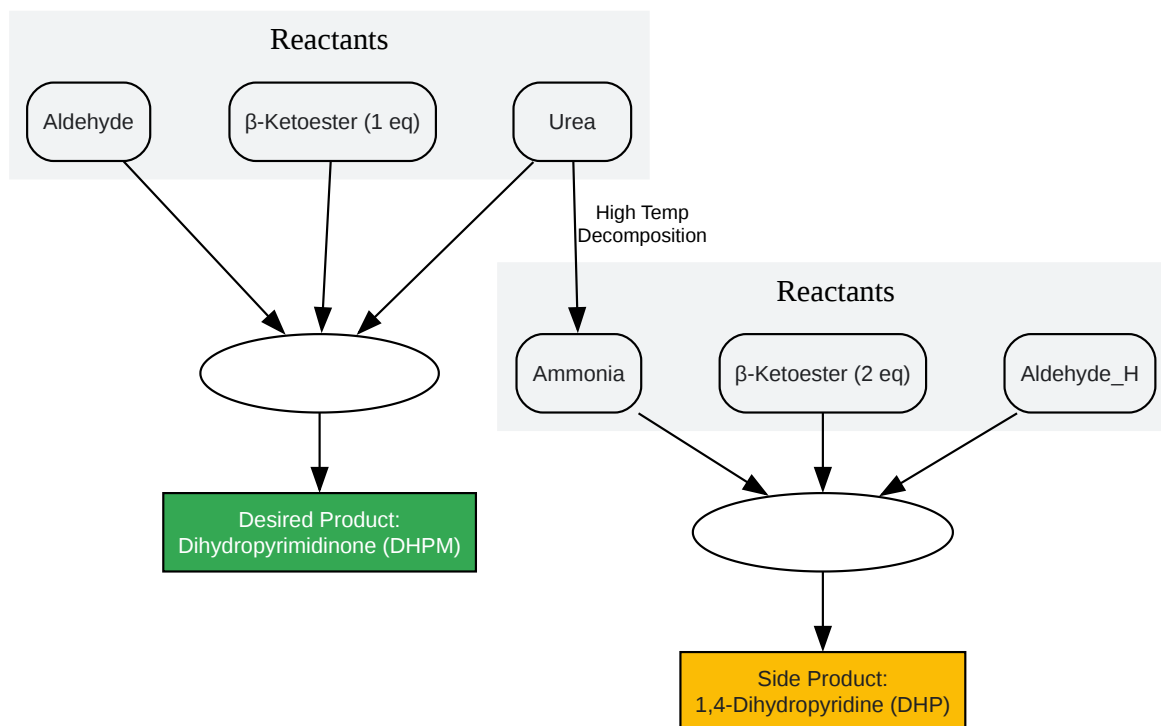 Reactants
Aldehyde
β-Ketoester (1 eq)
Urea
High Temp
Decomposition
Reactants
Ammonia
β-Ketoester (2 eq)
Aldehyde_H
Desired Product:
Dihydropyrimidinone (DHPM)
Side Product:
1,4-Dihydropyridine (DHP)